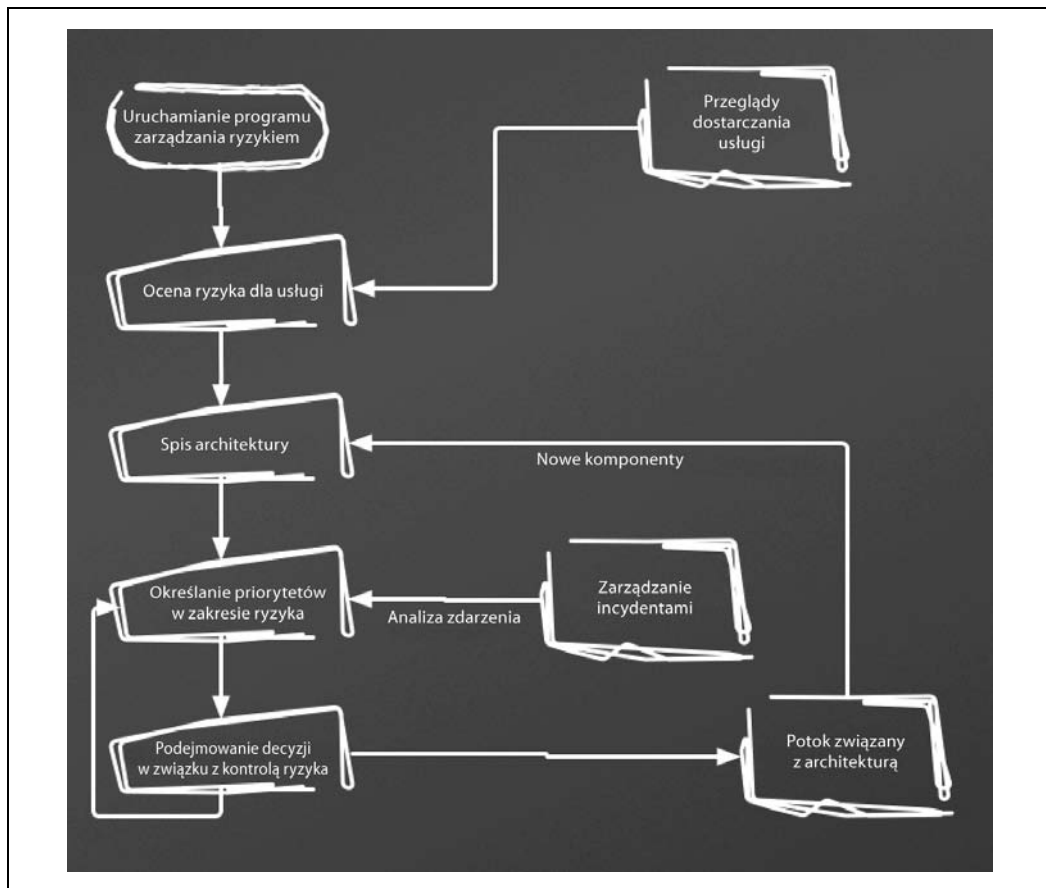 Uruchamianie programu
zarządzania ryzykiem
Przeglądy
dostarczania
usługi
Ocena ryzyka dla usługi
Spis architektury
Nowe komponenty
Określanie priorytetów
w zakresie ryzyka
Analiza zdarzenia
Zarządzanie
incydentami
Podejmowanie decyzji
w związku z kontrolą ryzyka
Potok związany
z architekturą